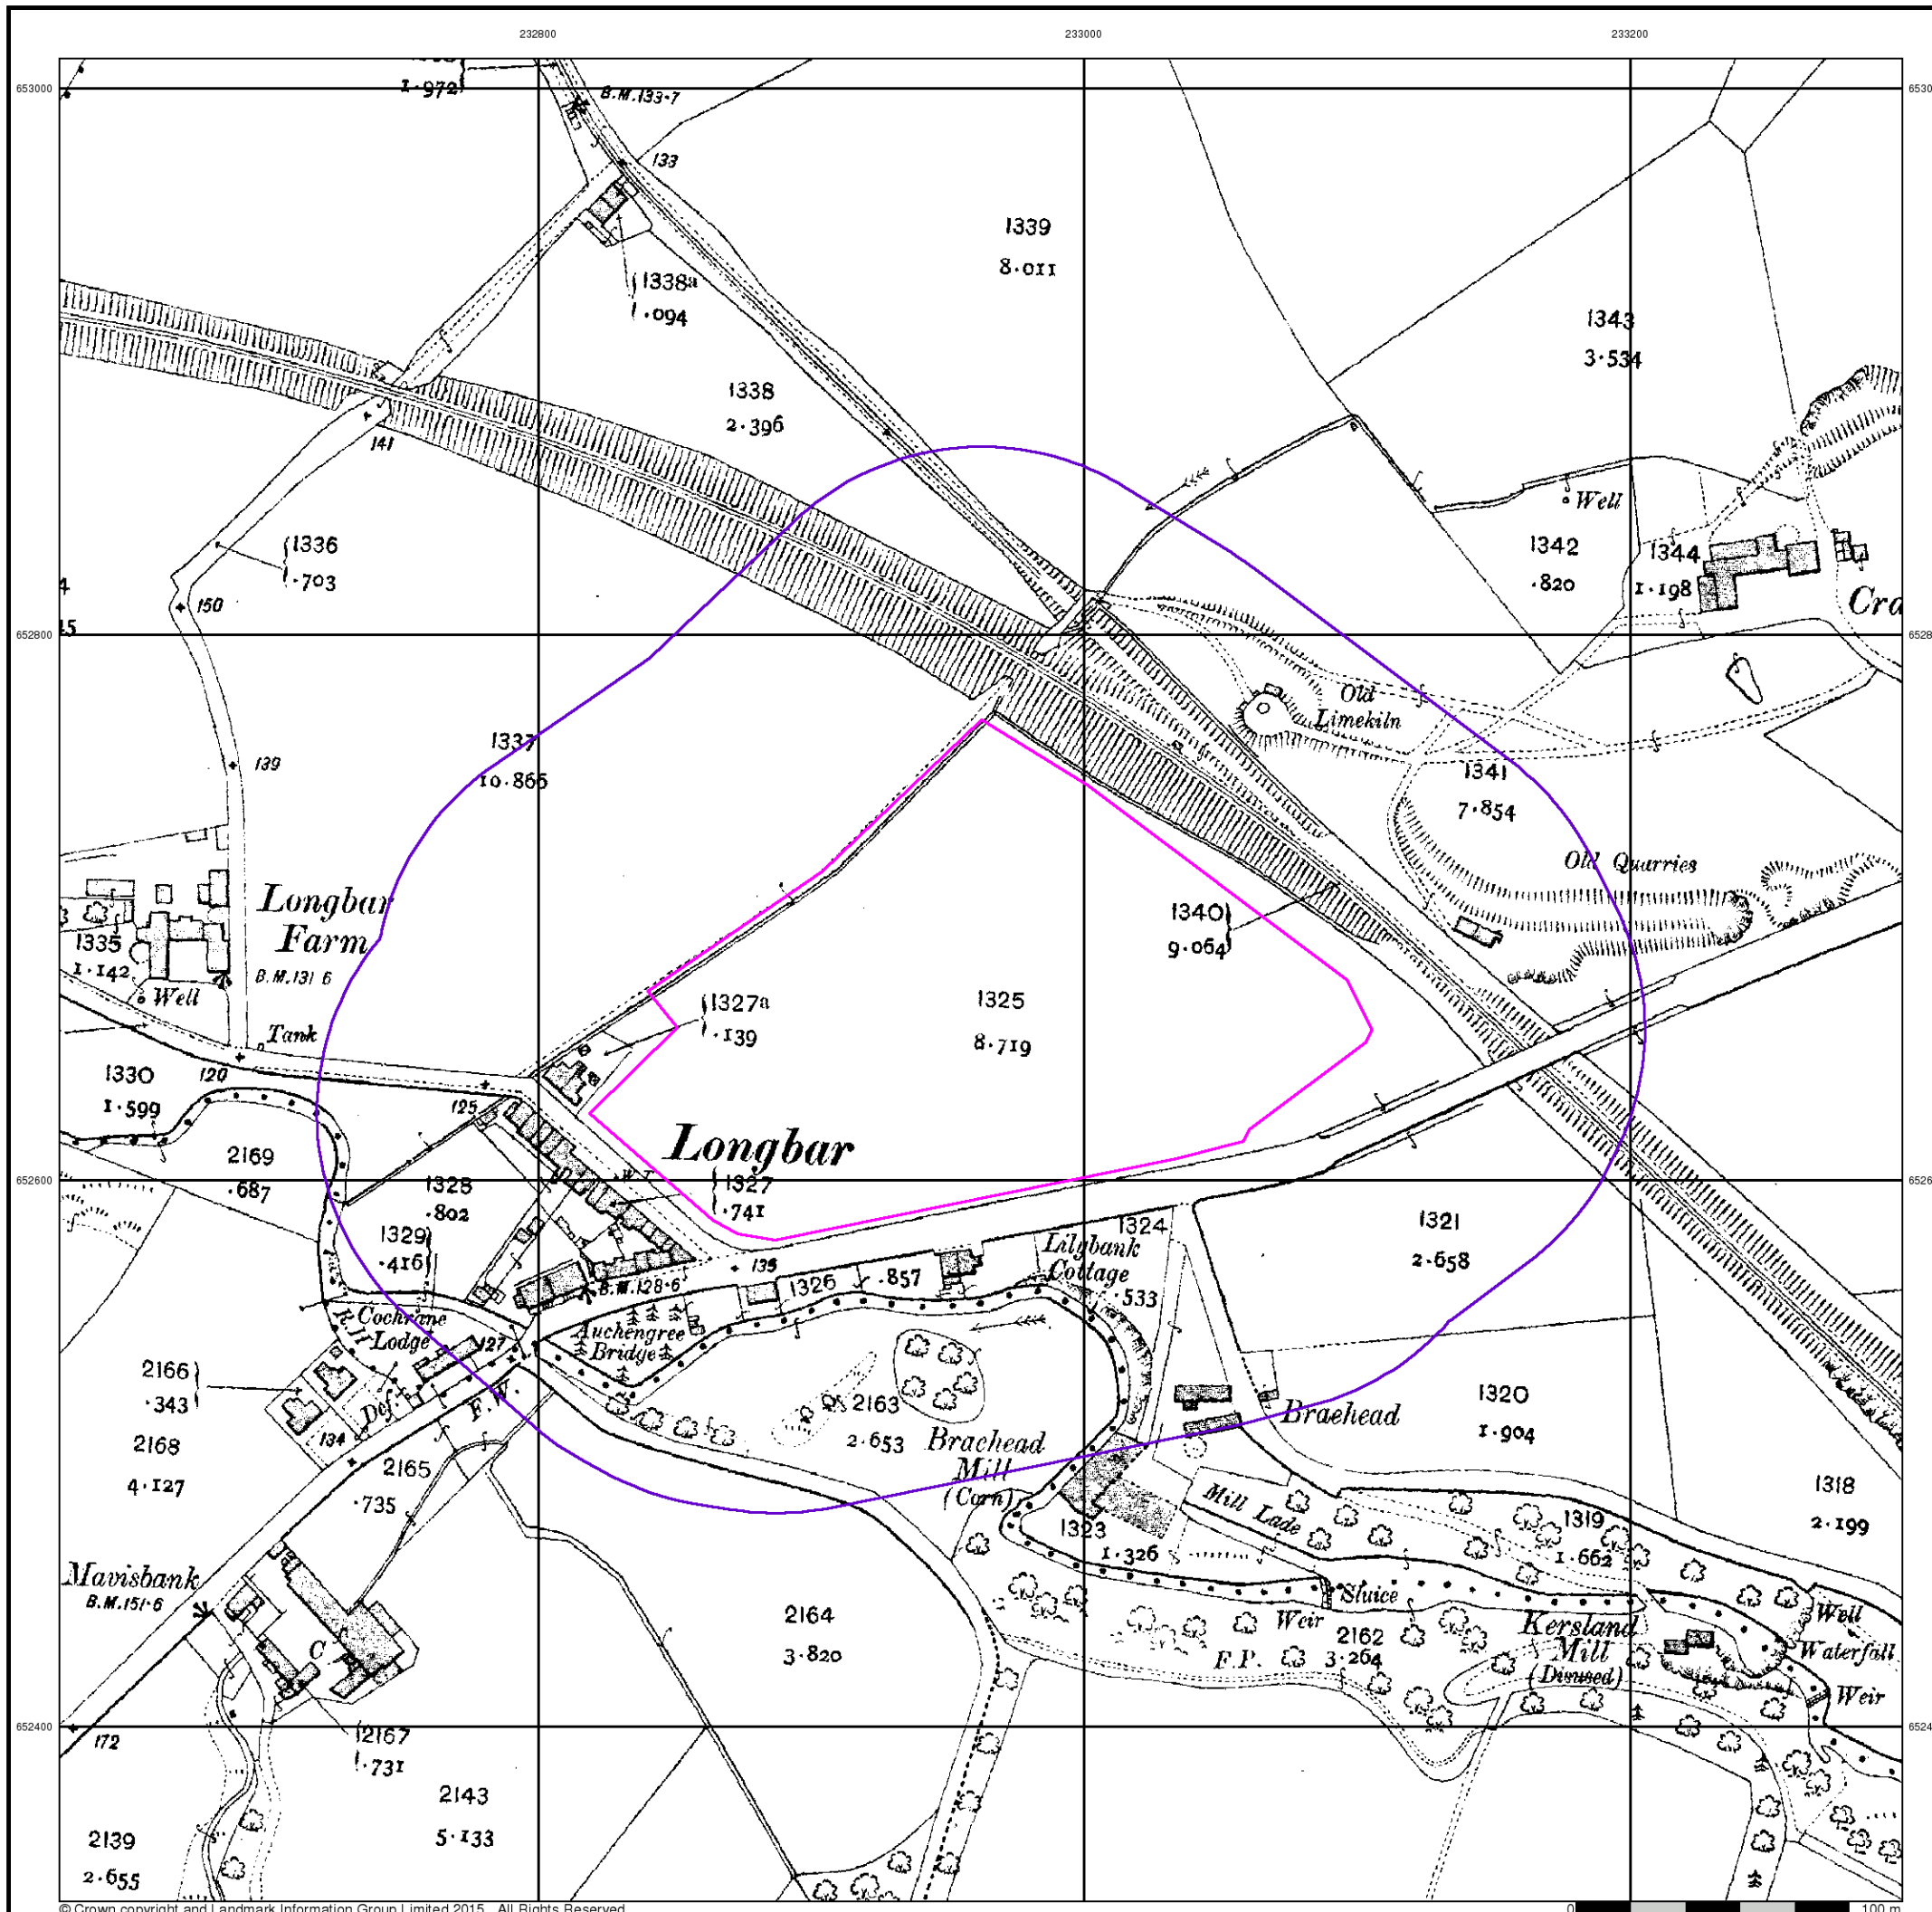 232800
233000
233200
653000
1.972
B.M.133.7
133
1339
8.011
1338a
.094
1343
3.534
1338
2.396
141
Well
1336
.703
1342
.820
1344
1.198
150
652800
Old
Limekiln
1337
10.866
139
1341
7.854
Old Quarries
Longbar
Farm
1335
1.142
B.M.131.6
Well
1340
9.064
1327a
.139
1325
8.719
Tank
120
1330
1.599
125
Longbar
2169
.687
1328
.802
W.T.
1327
.741
652600
1329
.416
1324
1321
2.658
Lilybank
Cottage
.533
135
1326
.857
B.M.128.6
Cochrane
Lodge
Auchengree
Bridge
127
2166
.343
Def.
F.W.
2163
2.653
Braehead
1320
1.904
134
2168
4.127
2165
.735
Braehead
Mill
(Corn)
Mill Lade
1318
2.199
1323
1.326
1319
1.662
Mavisbank
B.M.151.6
2164
3.820
Sluice
Weir
F.P.
2162
3.264
Kersland
Mill
(Disused)
Well
Waterfall
Weir
C
652400
172
2167
.731
2143
5.133
2139
2.655
© Crown copyright and Landmark Information Group Limited 2015. All Rights Reserved.
0
100 m